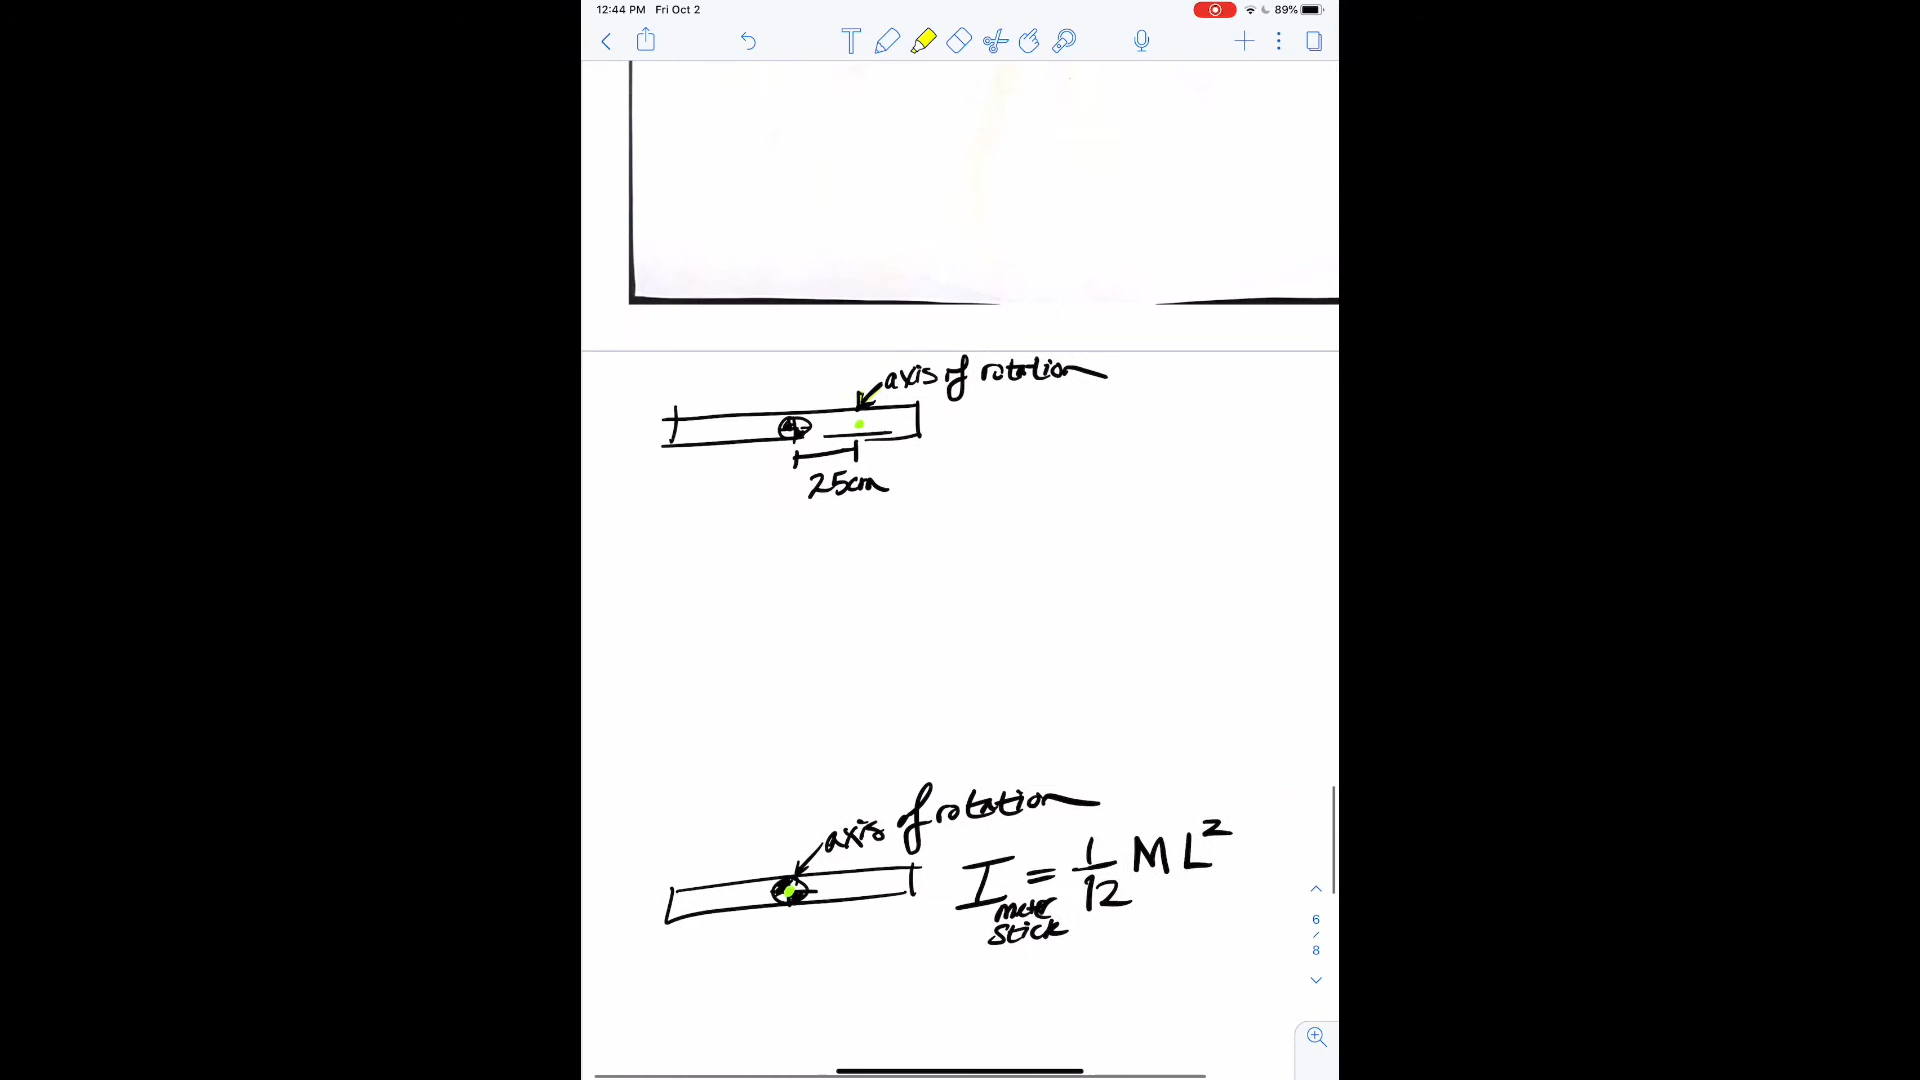 12:44 PM Fri Oct 2
89%
T
axis of rotation
25cm
axis of rotation
I meter stick = 1/12 ML²
6
/
8